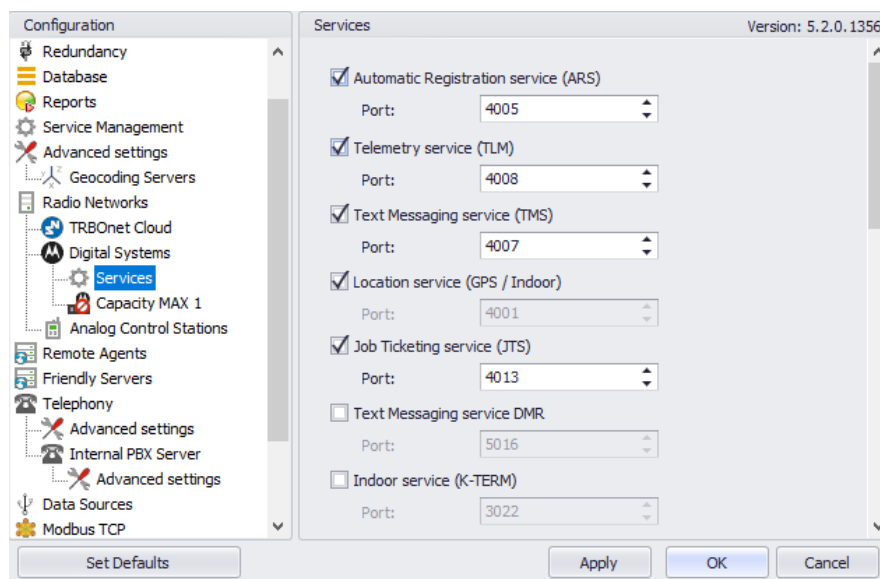 Configuration
Redundancy
Database
Reports
Service Management
Advanced settings
Geocoding Servers
Radio Networks
TRBOnet Cloud
Digital Systems
Services
Capacity MAX 1
Analog Control Stations
Remote Agents
Friendly Servers
Telephony
Advanced settings
Internal PBX Server
Advanced settings
Data Sources
Modbus TCP
Set Defaults
Services
Version: 5.2.0.1356
Automatic Registration service (ARS)
Port: 4005
Telemetry service (TLM)
Port: 4008
Text Messaging service (TMS)
Port: 4007
Location service (GPS / Indoor)
Port: 4001
Job Ticketing service (JTS)
Port: 4013
Text Messaging service DMR
Port: 5016
Indoor service (K-TERM)
Port: 3022
Apply
OK
Cancel